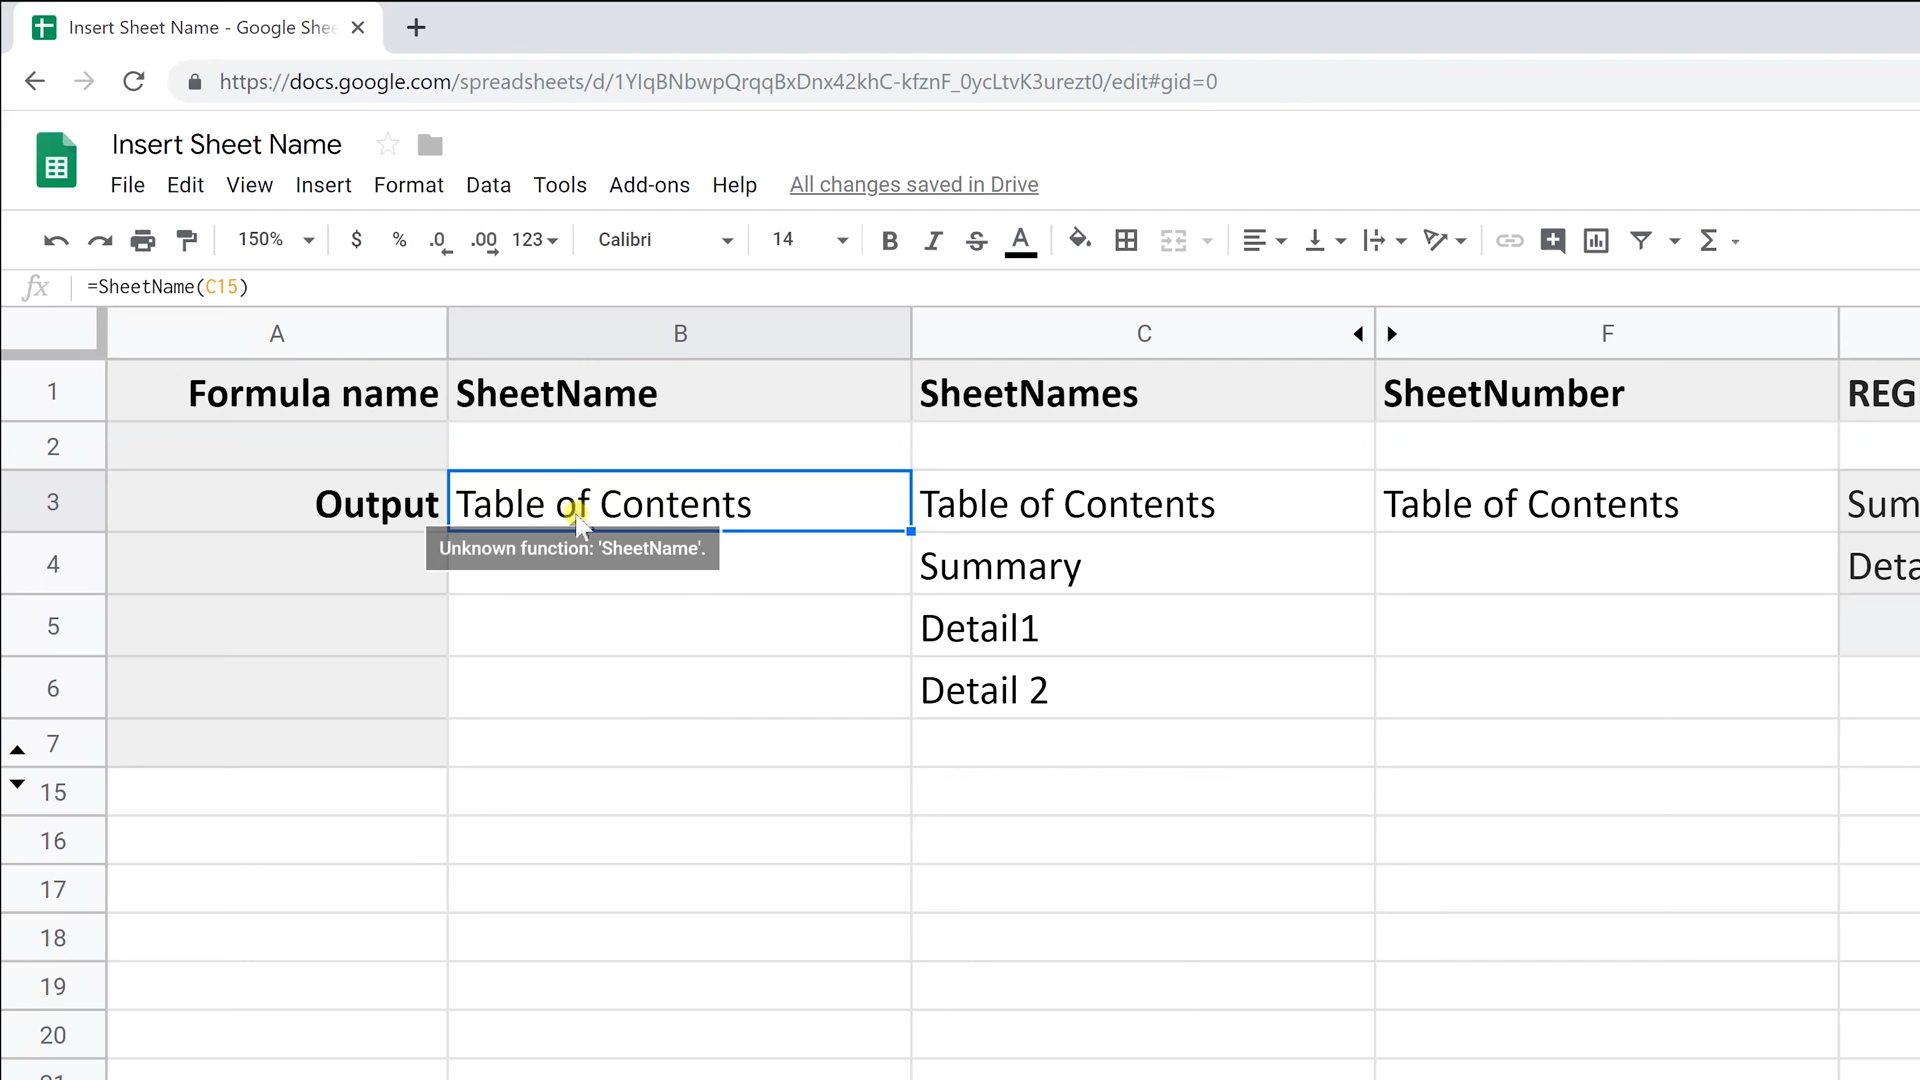 Insert Sheet Name - Google Shee
https://docs.google.com/spreadsheets/d/1YIqBNbwpQrqqBxDnx42khC-kfznF_0ycLtvK3urezt0/edit#gid=0
Insert Sheet Name
File Edit View Insert Format Data Tools Add-ons Help All changes saved in Drive
150% $ % .0 .00 123 Calibri 14 B I S A Σ
fx =SheetName(C15)
A B C F
1 Formula name SheetName SheetNames SheetNumber REG
2
3 Output Table of Contents Table of Contents Table of Contents Sum
Unknown function: 'SheetName'.
4 Summary Deta
5 Detail1
6 Detail 2
7
15
16
17
18
19
20